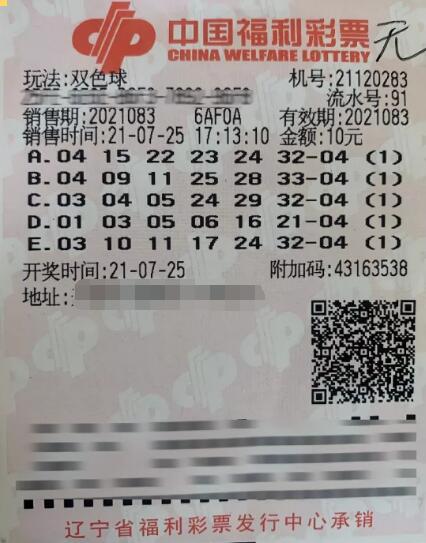 中国福利彩票
CHINA WELFARE LOTTERY
无
玩法:双色球 机号:21120283
流水号:91
销售期:2021083 6AF0A 有效期:2021083
销售时间:21-07-25 17:13:10 金额:10元
A.04 15 22 23 24 32-04 (1)
B.04 09 11 25 28 33-04 (1)
C.03 04 05 24 29 32-04 (1)
D.01 03 05 06 16 21-04 (1)
E.03 10 11 17 24 32-04 (1)
开奖时间:21-07-25 附加码:43163538
地址:
辽宁省福利彩票发行中心承销